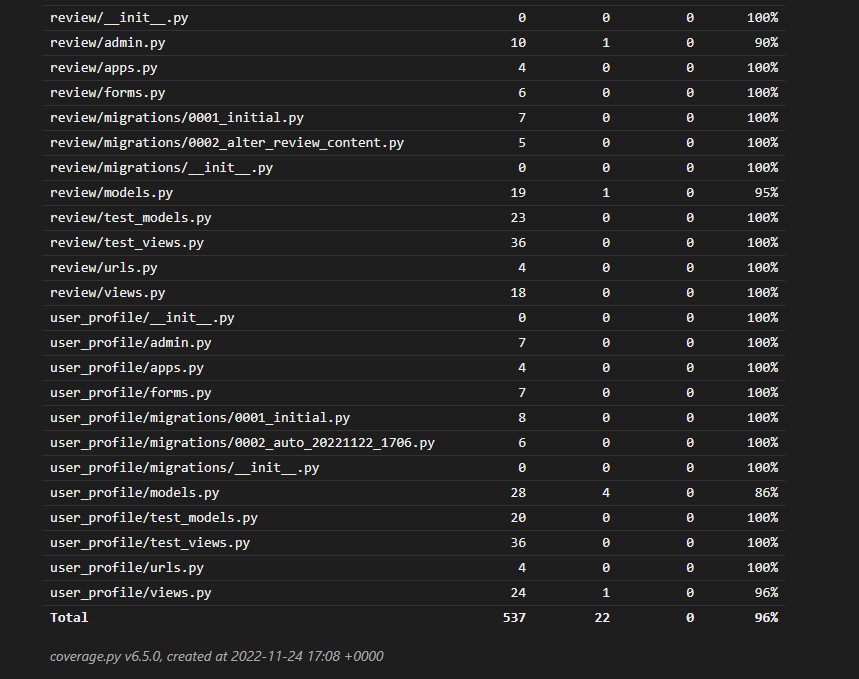 review/__init__.py 0 0 0 100%
review/admin.py 10 1 0 90%
review/apps.py 4 0 0 100%
review/forms.py 6 0 0 100%
review/migrations/0001_initial.py 7 0 0 100%
review/migrations/0002_alter_review_content.py 5 0 0 100%
review/migrations/__init__.py 0 0 0 100%
review/models.py 19 1 0 95%
review/test_models.py 23 0 0 100%
review/test_views.py 36 0 0 100%
review/urls.py 4 0 0 100%
review/views.py 18 0 0 100%
user_profile/__init__.py 0 0 0 100%
user_profile/admin.py 7 0 0 100%
user_profile/apps.py 4 0 0 100%
user_profile/forms.py 7 0 0 100%
user_profile/migrations/0001_initial.py 8 0 0 100%
user_profile/migrations/0002_auto_20221122_1706.py 6 0 0 100%
user_profile/migrations/__init__.py 0 0 0 100%
user_profile/models.py 28 4 0 86%
user_profile/test_models.py 20 0 0 100%
user_profile/test_views.py 36 0 0 100%
user_profile/urls.py 4 0 0 100%
user_profile/views.py 24 1 0 96%
Total 537 22 0 96%
coverage.py v6.5.0, created at 2022-11-24 17:08 +0000